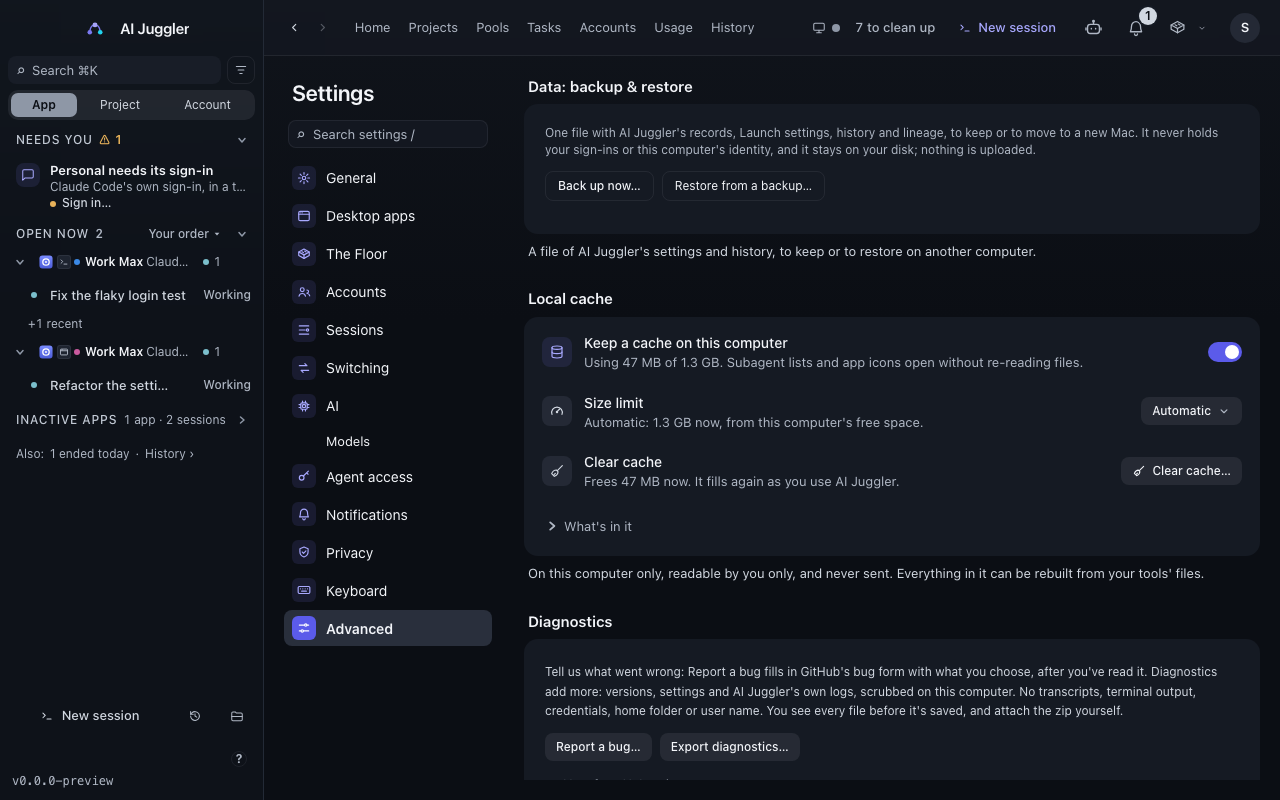 AI Juggler
Search ⌘K
App Project Account
NEEDS YOU 1
Personal needs its sign-in
Claude Code's own sign-in, in a t…
Sign in…
OPEN NOW 2 Your order
Work Max Claud… 1
Fix the flaky login test Working
+1 recent
Work Max Claud… 1
Refactor the setti… Working
INACTIVE APPS 1 app · 2 sessions
Also: 1 ended today · History ›
New session
?
v0.0.0-preview
Home Projects Pools Tasks Accounts Usage History
7 to clean up
New session
1
S
Settings
Search settings /
General
Desktop apps
The Floor
Accounts
Sessions
Switching
AI
Models
Agent access
Notifications
Privacy
Keyboard
Advanced
Data: backup & restore
One file with AI Juggler's records, Launch settings, history and lineage, to keep or to move to a new Mac. It never holds
your sign-ins or this computer's identity, and it stays on your disk; nothing is uploaded.
Back up now… Restore from a backup…
A file of AI Juggler's settings and history, to keep or to restore on another computer.
Local cache
Keep a cache on this computer
Using 47 MB of 1.3 GB. Subagent lists and app icons open without re-reading files.
Size limit
Automatic: 1.3 GB now, from this computer's free space.
Automatic
Clear cache
Frees 47 MB now. It fills again as you use AI Juggler.
Clear cache…
What's in it
On this computer only, readable by you only, and never sent. Everything in it can be rebuilt from your tools' files.
Diagnostics
Tell us what went wrong: Report a bug fills in GitHub's bug form with what you choose, after you've read it. Diagnostics
add more: versions, settings and AI Juggler's own logs, scrubbed on this computer. No transcripts, terminal output,
credentials, home folder or user name. You see every file before it's saved, and attach the zip yourself.
Report a bug… Export diagnostics…